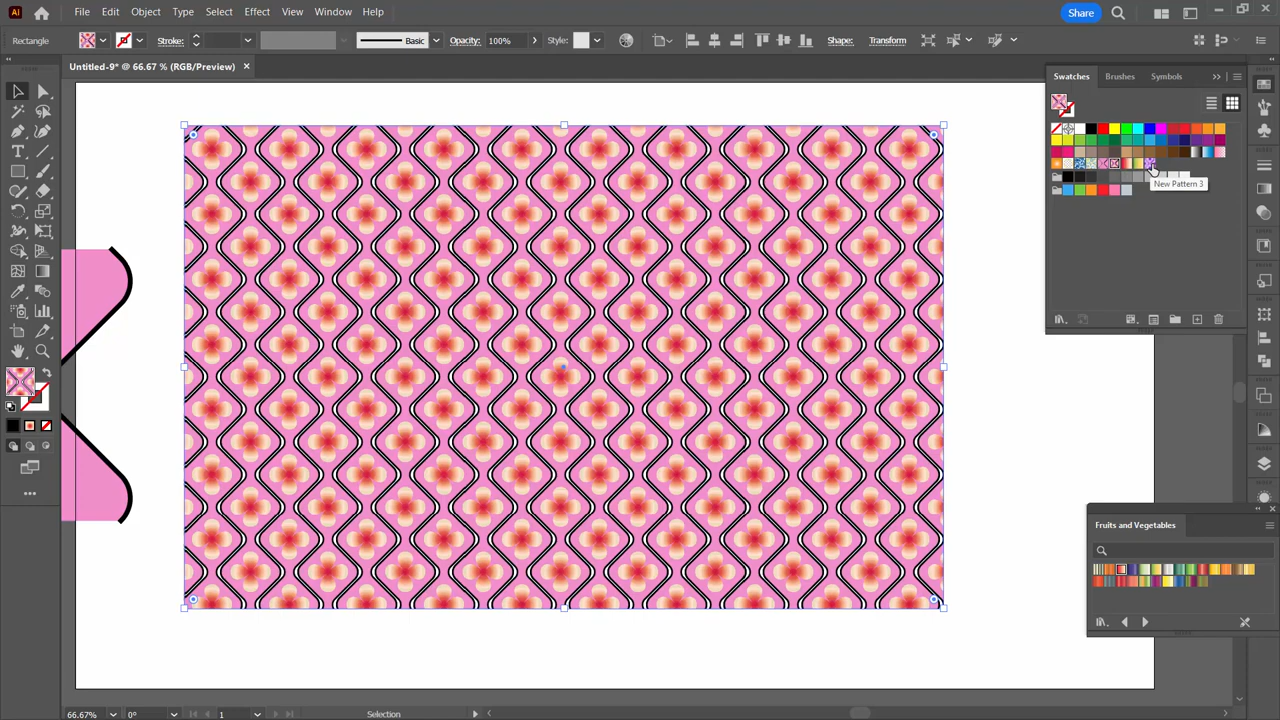 Ai File Edit Object Type Select Effect View Window Help Share
Rectangle Stroke: Basic Opacity: 100% Style: Shape: Transform
Untitled-9* @ 66.67 % (RGB/Preview)
Swatches Brushes Symbols
New Pattern 3
Fruits and Vegetables
66.67% 0° 1 Selection